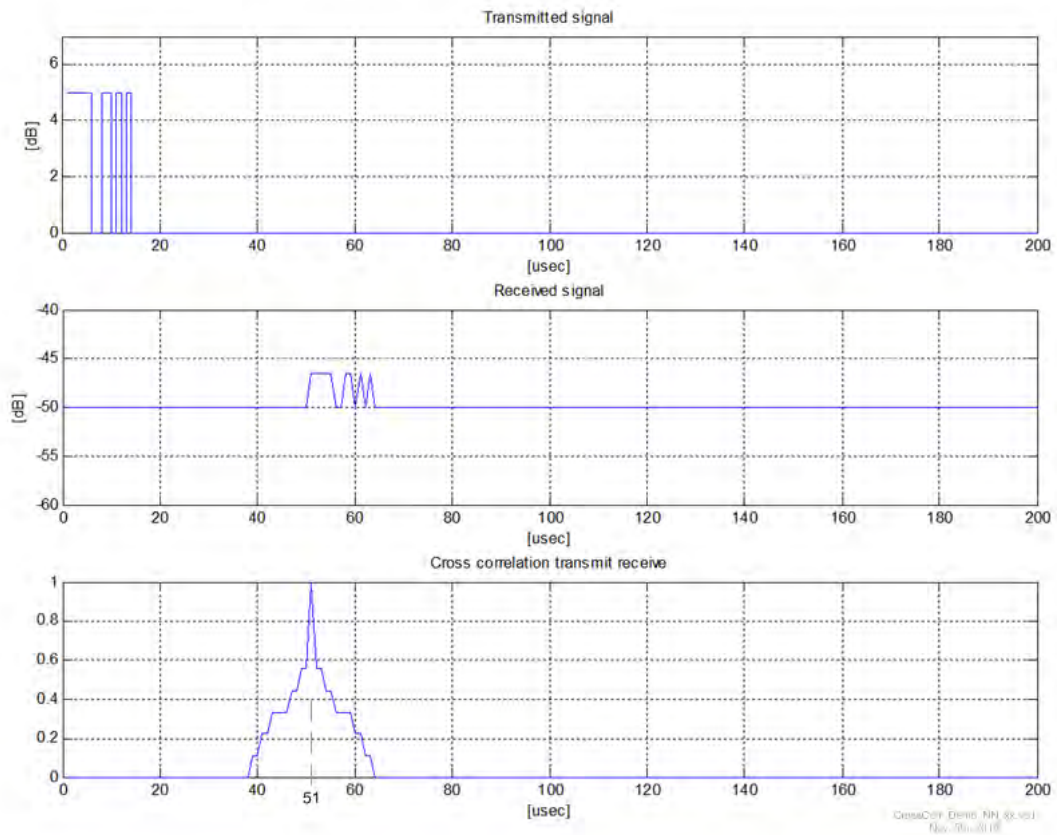 Transmitted signal
6
4
2
0
[dB]
0 20 40 60 80 100 120 140 160 180 200
[usec]
Received signal
-40
-45
-50
-55
-60
[dB]
0 20 40 60 80 100 120 140 160 180 200
[usec]
Cross correlation transmit receive
1
0.8
0.6
0.4
0.2
0
0 20 40 60 80 100 120 140 160 180 200
51
[usec]